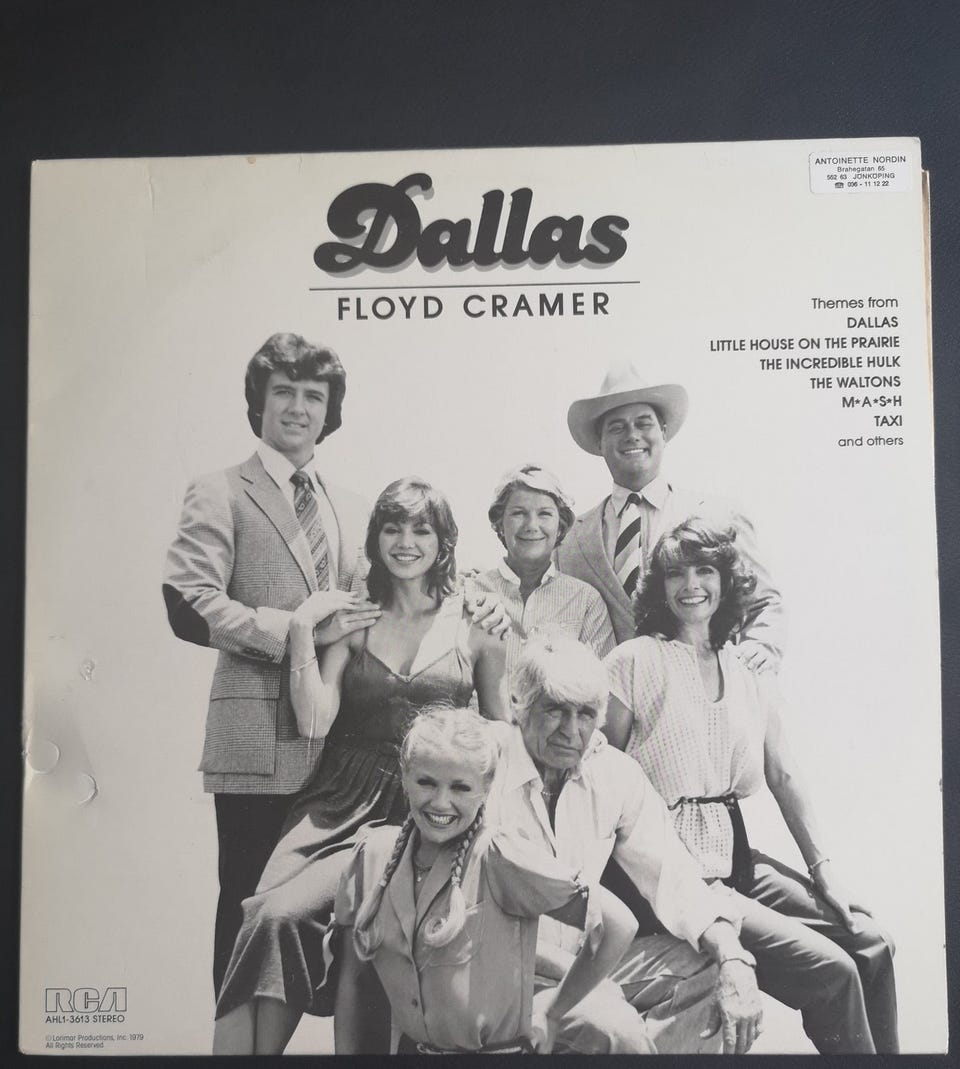 ANTOINETTE NORDIN
Brahegatan 65
552 63 JÖNKÖPING
☎ 036 - 11 12 22
Dallas
FLOYD CRAMER
Themes from
DALLAS
LITTLE HOUSE ON THE PRAIRIE
THE INCREDIBLE HULK
THE WALTONS
M*A*S*H
TAXI
and others
RCA
AHL1-3613 STEREO
© Lorimar Productions, Inc. 1979
All Rights Reserved